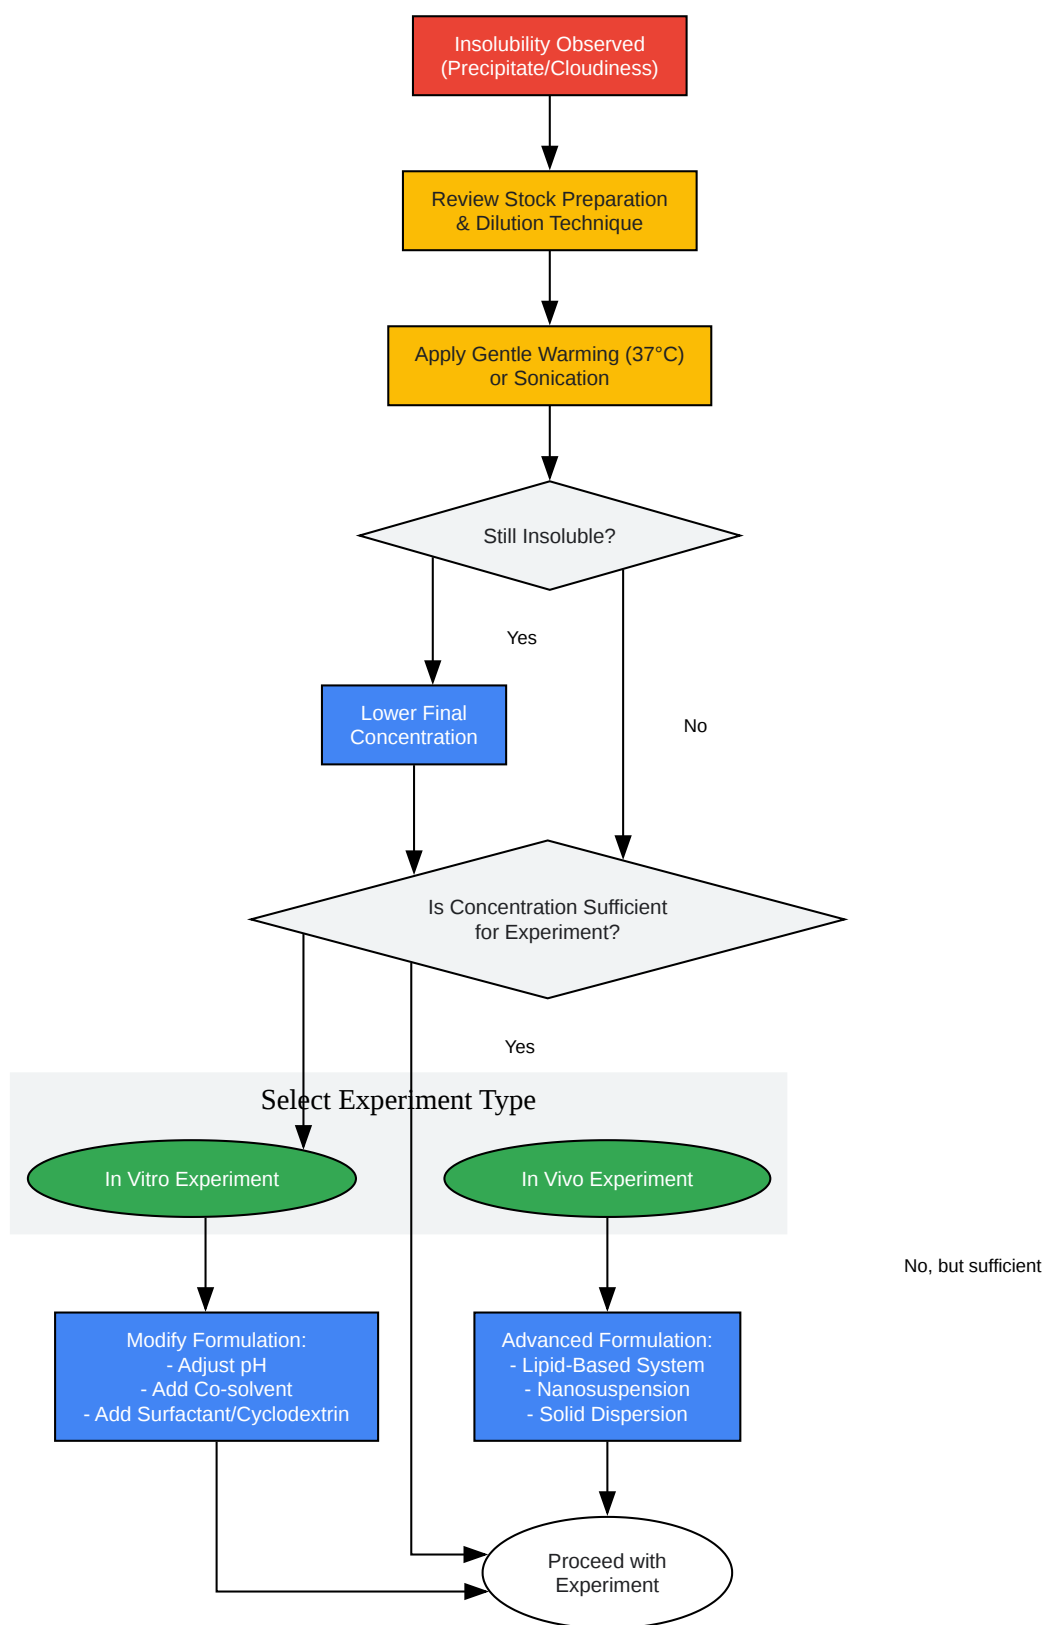 Insolubility Observed
(Precipitate/Cloudiness)
Review Stock Preparation
& Dilution Technique
Apply Gentle Warming (37°C)
or Sonication
Still Insoluble?
Yes
Lower Final
Concentration
No
Is Concentration Sufficient
for Experiment?
Yes
Select Experiment Type
In Vitro Experiment
In Vivo Experiment
No, but sufficient
Modify Formulation:
- Adjust pH
- Add Co-solvent
- Add Surfactant/Cyclodextrin
Advanced Formulation:
- Lipid-Based System
- Nanosuspension
- Solid Dispersion
Proceed with
Experiment